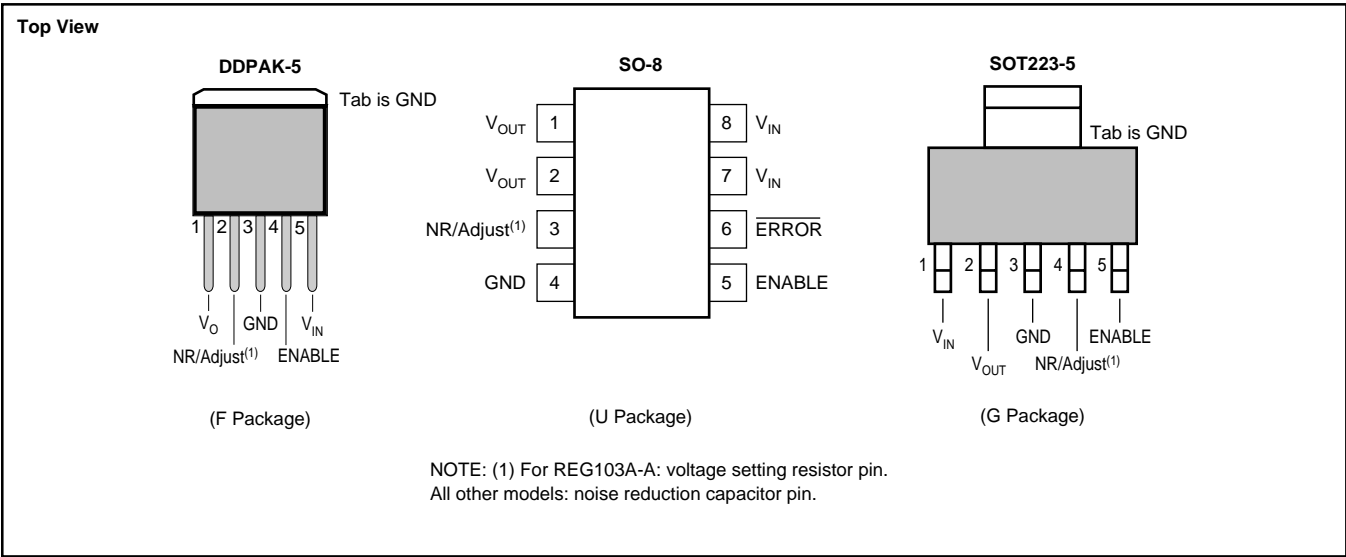 Top View
DDPAK-5
Tab is GND
1 2 3 4 5
V_O GND V_IN
NR/Adjust(1) ENABLE
(F Package)
SO-8
V_OUT 1 8 V_IN
V_OUT 2 7 V_IN
NR/Adjust(1) 3 6 ERROR
GND 4 5 ENABLE
(U Package)
SOT223-5
Tab is GND
1 2 3 4 5
V_IN GND ENABLE
V_OUT NR/Adjust(1)
(G Package)
NOTE: (1) For REG103A-A: voltage setting resistor pin.
All other models: noise reduction capacitor pin.